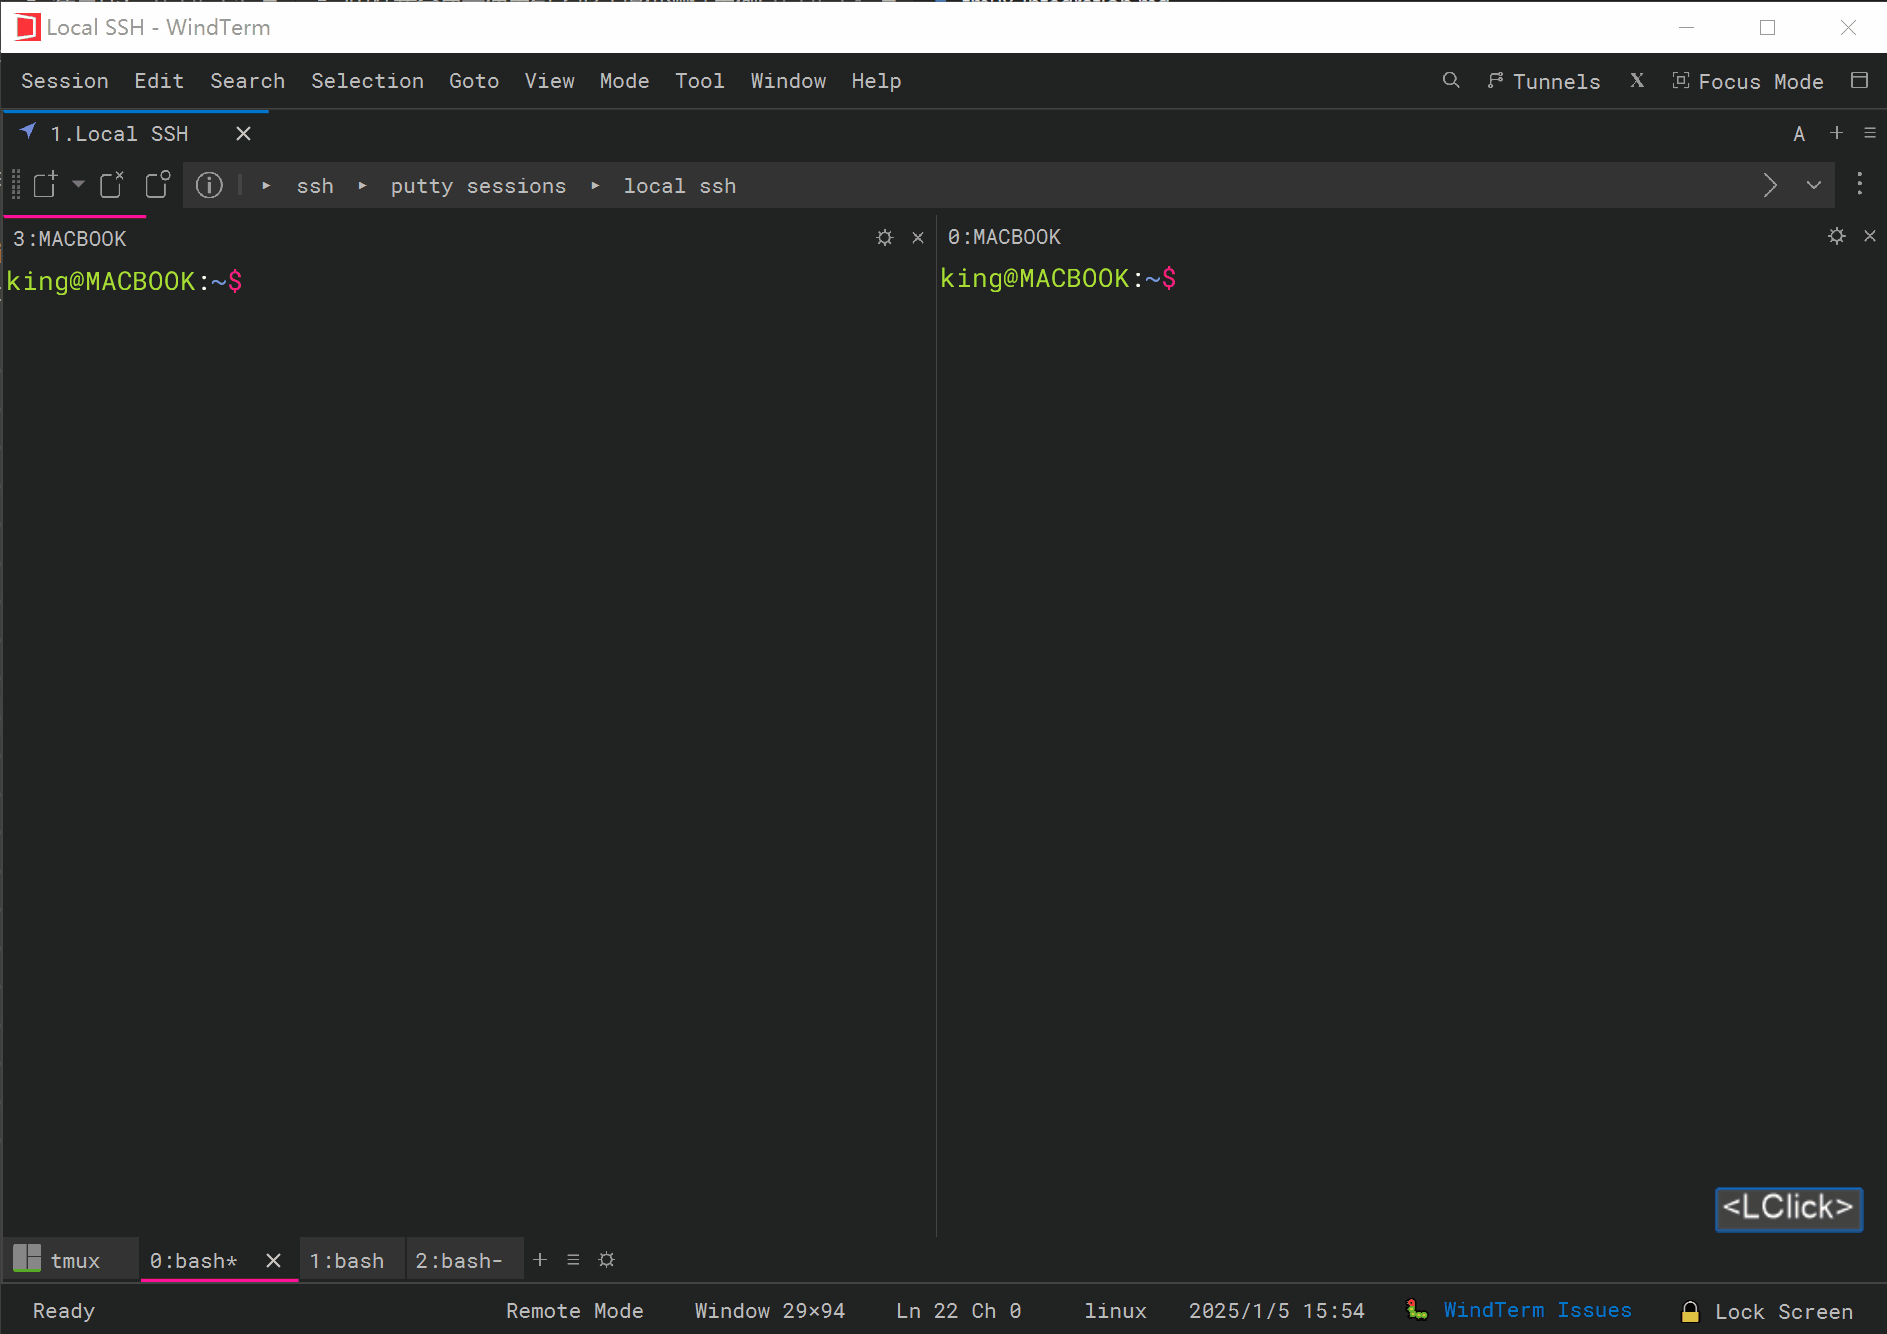 Local SSH - WindTerm
Session Edit Search Selection Goto View Mode Tool Window Help Tunnels X Focus Mode
1.Local SSH A
ssh putty sessions local ssh
3:MACBOOK
king@MACBOOK:~$
0:MACBOOK
king@MACBOOK:~$
<LClick>
tmux 0:bash* 1:bash 2:bash-
Ready Remote Mode Window 29×94 Ln 22 Ch 0 linux 2025/1/5 15:54 WindTerm Issues Lock Screen